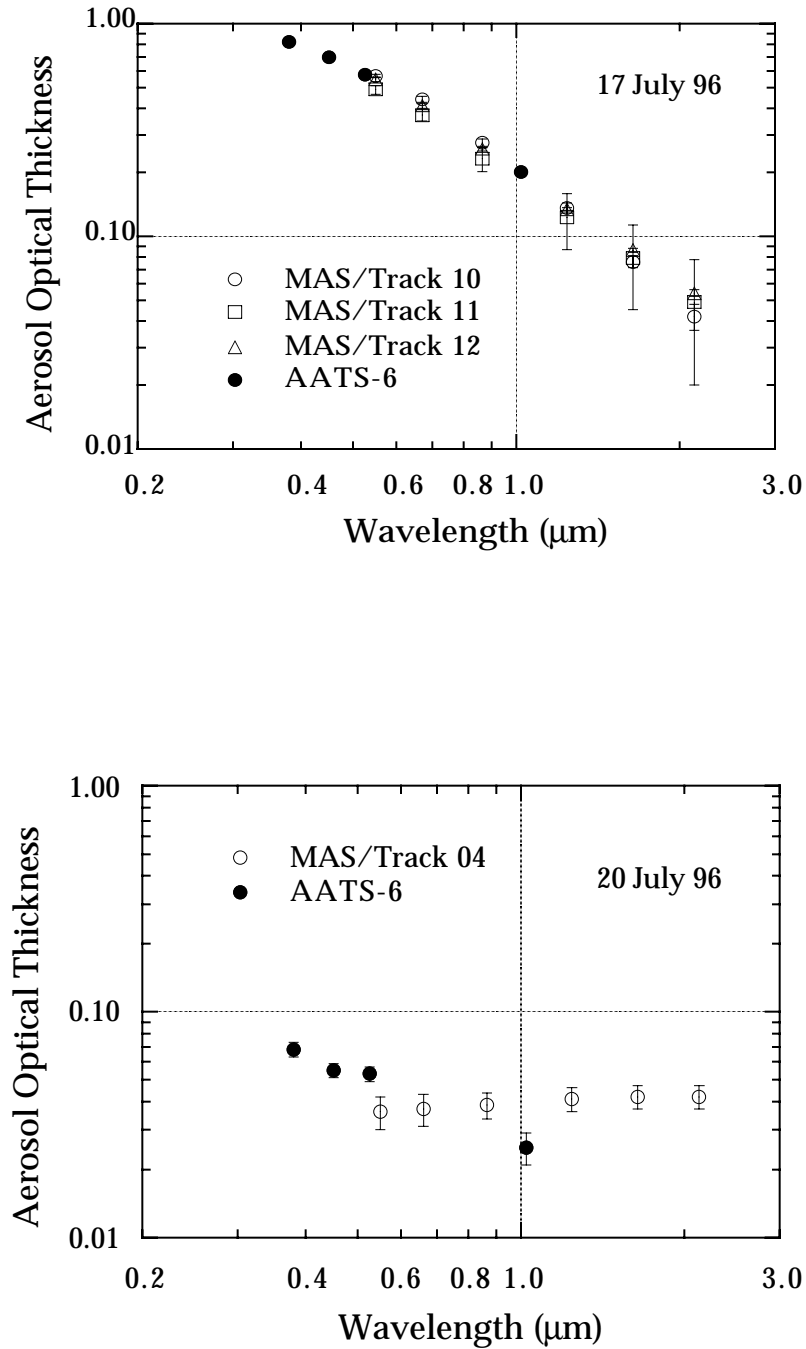 1.00
17 July 96
Aerosol Optical Thickness
0.10
MAS/Track 10
MAS/Track 11
MAS/Track 12
AATS-6
0.01
0.2 0.4 0.6 0.8 1.0 3.0
Wavelength (µm)
1.00
MAS/Track 04
AATS-6
20 July 96
Aerosol Optical Thickness
0.10
0.01
0.2 0.4 0.6 0.8 1.0 3.0
Wavelength (µm)